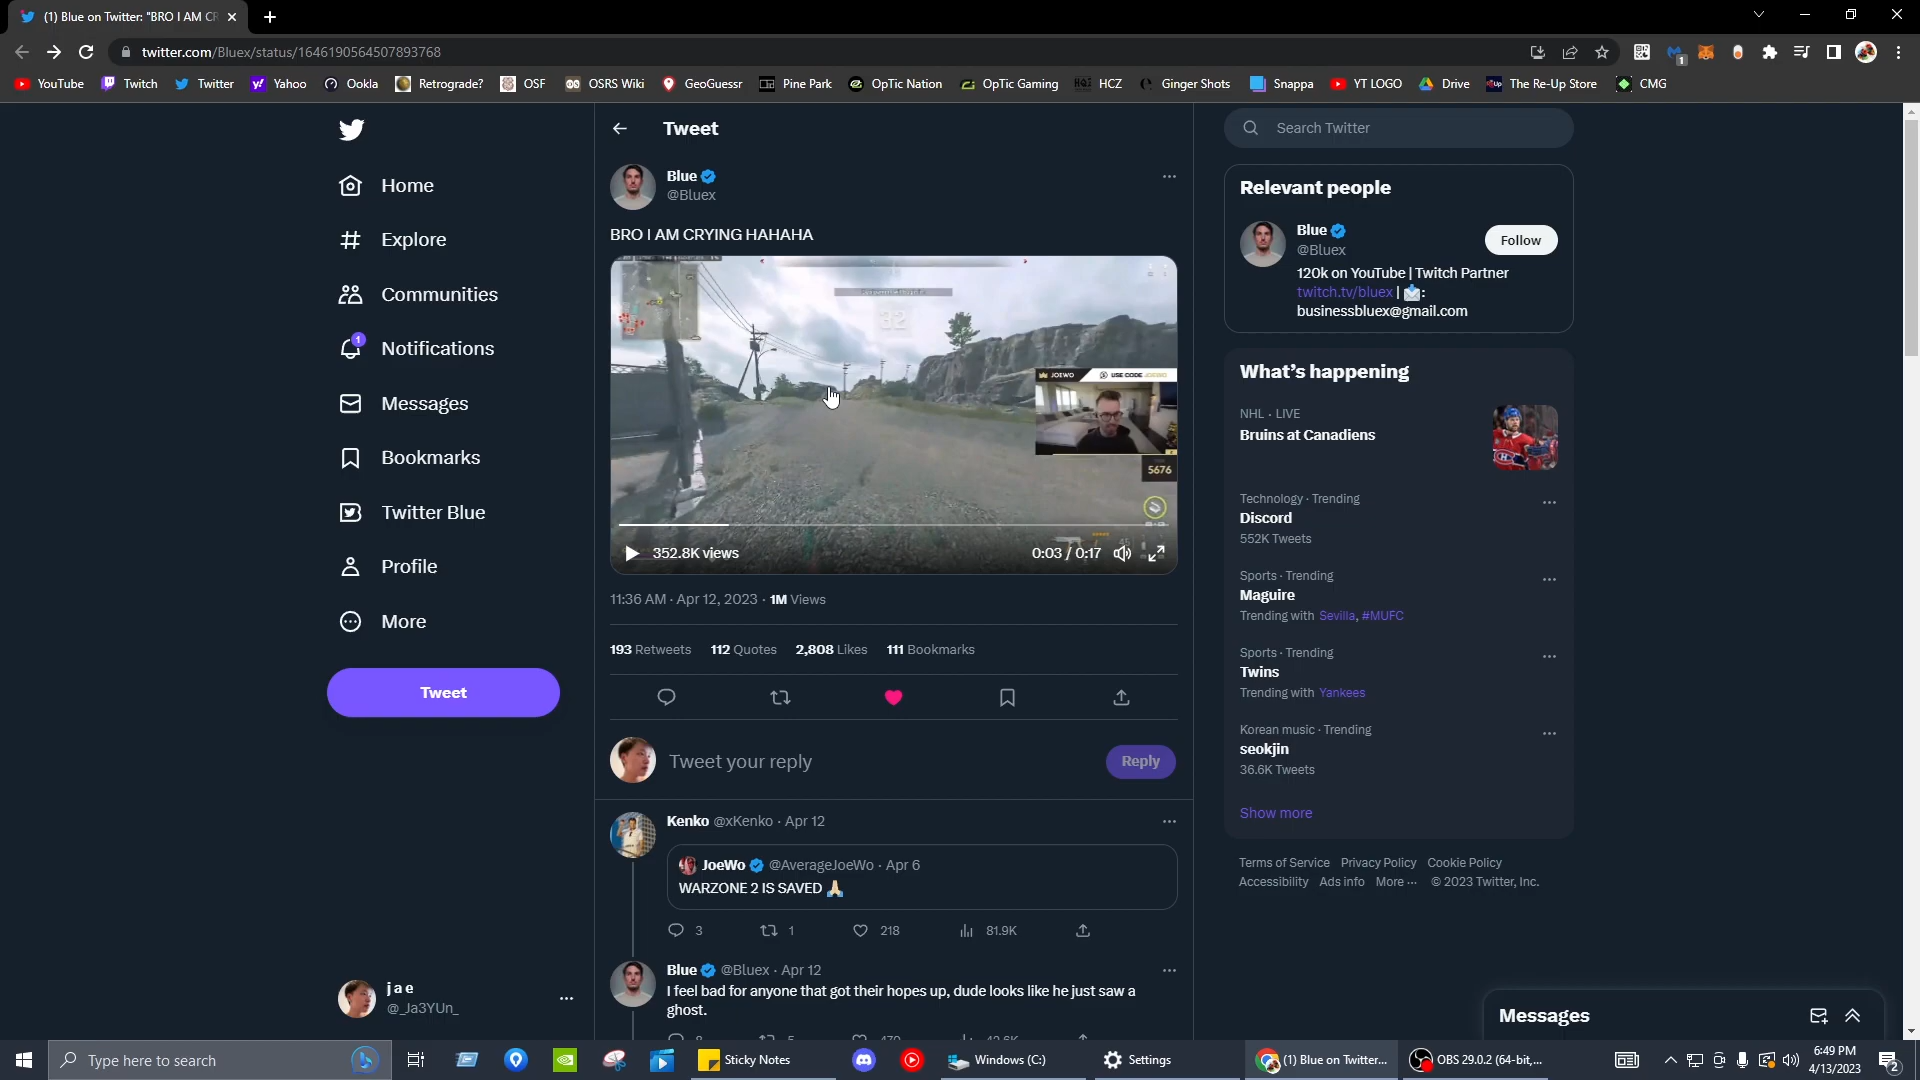 (1) Blue on Twitter: "BRO I AM CR
twitter.com/Bluex/status/1646190564507893768
1
YouTube Twitch Twitter Yahoo Ookla Retrograde? OSF OSRS Wiki GeoGuessr Pine Park OpTic Nation OpTic Gaming HCZ Ginger Shots Snappa YT LOGO Drive The Re-Up Store CMG
Home
Explore
Communities
1
Notifications
Messages
Bookmarks
Twitter Blue
Profile
More
Tweet
jae
@_Ja3YUn_
Tweet
Blue
@Bluex
BRO I AM CRYING HAHAHA
32
JOEWO USE CODE JOEWO
5676
352.8K views
0:03 / 0:17
11:36 AM · Apr 12, 2023 · 1M Views
193 Retweets 112 Quotes 2,808 Likes 111 Bookmarks
Tweet your reply
Reply
Kenko @xKenko · Apr 12
JoeWo @AverageJoeWo · Apr 6
WARZONE 2 IS SAVED 🙏🏼
3 1 218 81.9K
Blue @Bluex · Apr 12
I feel bad for anyone that got their hopes up, dude looks like he just saw a
ghost.
Search Twitter
Relevant people
Blue
@Bluex
Follow
120k on YouTube | Twitch Partner
twitch.tv/bluex | 📩:
businessbluex@gmail.com
What's happening
NHL · LIVE
Bruins at Canadiens
Technology · Trending
Discord
552K Tweets
Sports · Trending
Maguire
Trending with Sevilla, #MUFC
Sports · Trending
Twins
Trending with Yankees
Korean music · Trending
seokjin
36.6K Tweets
Show more
Terms of Service Privacy Policy Cookie Policy
Accessibility Ads info More ··· © 2023 Twitter, Inc.
Messages
Type here to search
Sticky Notes
Windows (C:)
Settings
(1) Blue on Twitter...
OBS 29.0.2 (64-bit,...
6:49 PM
4/13/2023
2